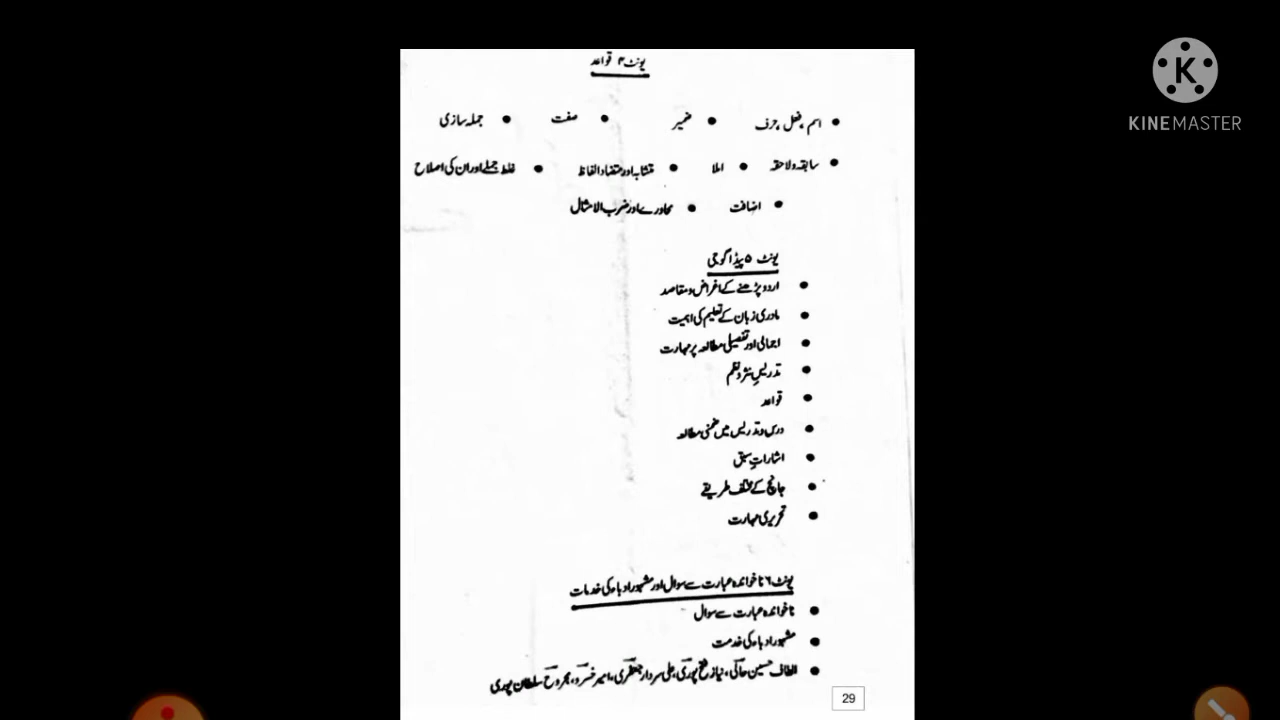 یونٹ ۴ قواعد
• اسم، فعل، حرف • ضمیر • صفت • جملہ سازی
• سابقہ و لاحقہ • املا • متشابہ اور متضاد الفاظ • غلط جملے اور ان کی اصلاح
• اضافت • محاورے اور ضرب الامثال
یونٹ ۵ پیڈاگوجی
• اردو پڑھنے کے اغراض و مقاصد
• مادری زبان کے تعلیم کی اہمیت
• اجمالی اور تفصیلی مطالعہ پر مہارت
• تدریسِ نثر و نظم
• قواعد
• درس و تدریس میں ضمنی مطالعہ
• اشاراتِ سبق
• جانچ کے مختلف طریقے
• تحریری مہارت
یونٹ ۶ ناخواندہ عبارت سے سوال اور مشہور ادباء کی خدمات
• ناخواندہ عبارت سے سوال
• مشہور ادباء کی خدمت
• الطاف حسین حالی، نیاز فتح پوری، علی سردار جعفری، امیر خسرو، مجروح سلطان پوری
29
KINEMASTER